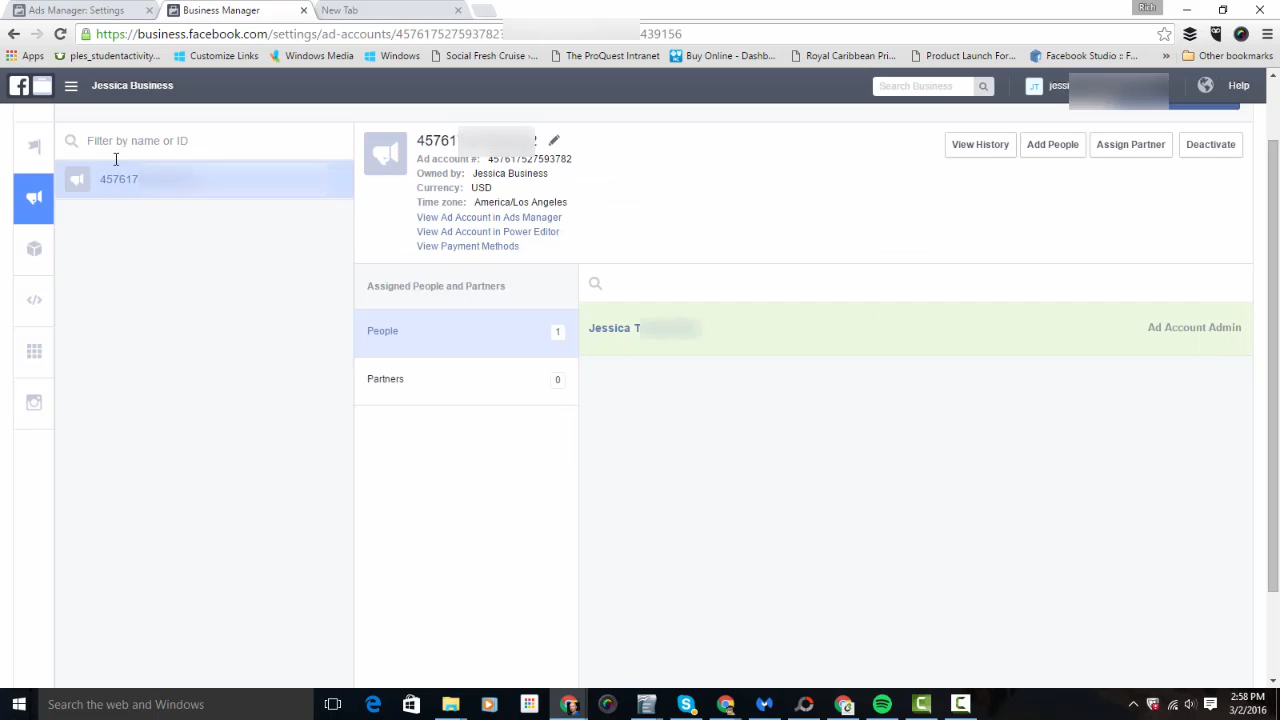 Ads Manager: Settings
Business Manager
New Tab
Rich
https://business.facebook.com/settings/ad-accounts/457617527593782?
439156
Apps
ples_studentactivity...
Customize Links
Windows Media
Windows
Social Fresh Cruise -...
The ProQuest Intranet
Buy Online - Dashb...
Royal Caribbean Pri...
Product Launch For...
Facebook Studio :: F...
»
Other bookmarks
Jessica Business
Search Business
JT
jessi
Help
Filter by name or ID
457617
45761
2
Ad account #: 457617527593782
Owned by: Jessica Business
Currency: USD
Time zone: America/Los Angeles
View Ad Account in Ads Manager
View Ad Account in Power Editor
View Payment Methods
View History
Add People
Assign Partner
Deactivate
Assigned People and Partners
People
1
Partners
0
Jessica T
Ad Account Admin
Search the web and Windows
2:58 PM
3/2/2016